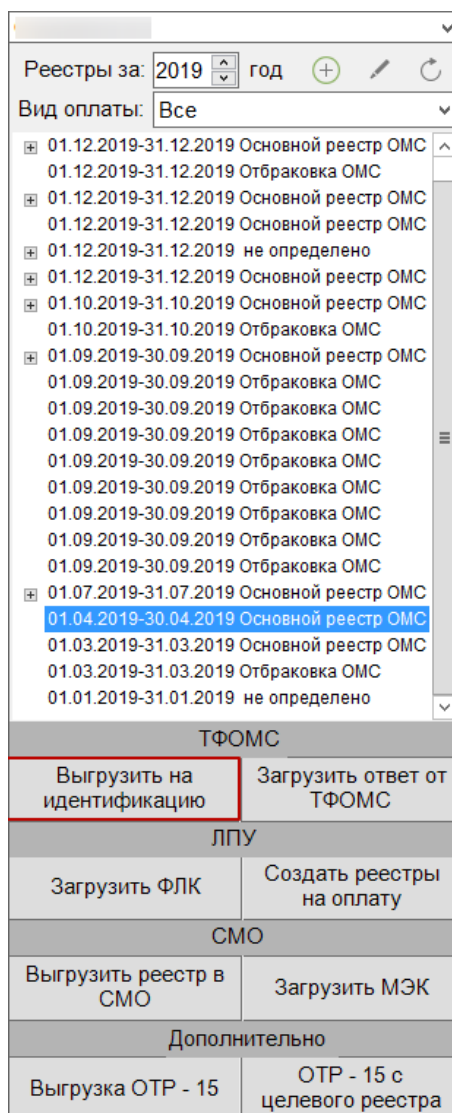 Реестры за: 2019 год
Вид оплаты: Все
01.12.2019-31.12.2019 Основной реестр ОМС
01.12.2019-31.12.2019 Отбраковка ОМС
01.12.2019-31.12.2019 Основной реестр ОМС
01.12.2019-31.12.2019 Основной реестр ОМС
01.12.2019-31.12.2019 не определено
01.12.2019-31.12.2019 Основной реестр ОМС
01.10.2019-31.10.2019 Основной реестр ОМС
01.10.2019-31.10.2019 Отбраковка ОМС
01.09.2019-30.09.2019 Основной реестр ОМС
01.09.2019-30.09.2019 Отбраковка ОМС
01.09.2019-30.09.2019 Отбраковка ОМС
01.09.2019-30.09.2019 Отбраковка ОМС
01.09.2019-30.09.2019 Отбраковка ОМС
01.09.2019-30.09.2019 Отбраковка ОМС
01.09.2019-30.09.2019 Отбраковка ОМС
01.09.2019-30.09.2019 Отбраковка ОМС
01.09.2019-30.09.2019 Отбраковка ОМС
01.07.2019-31.07.2019 Основной реестр ОМС
01.04.2019-30.04.2019 Основной реестр ОМС
01.03.2019-31.03.2019 Основной реестр ОМС
01.03.2019-31.03.2019 Отбраковка ОМС
01.01.2019-31.01.2019 не определено
ТФОМС
Выгрузить на
идентификацию
Загрузить ответ от
ТФОМС
ЛПУ
Загрузить ФЛК
Создать реестры
на оплату
СМО
Выгрузить реестр в
СМО
Загрузить МЭК
Дополнительно
Выгрузка ОТР - 15
ОТР - 15 с
целевого реестра